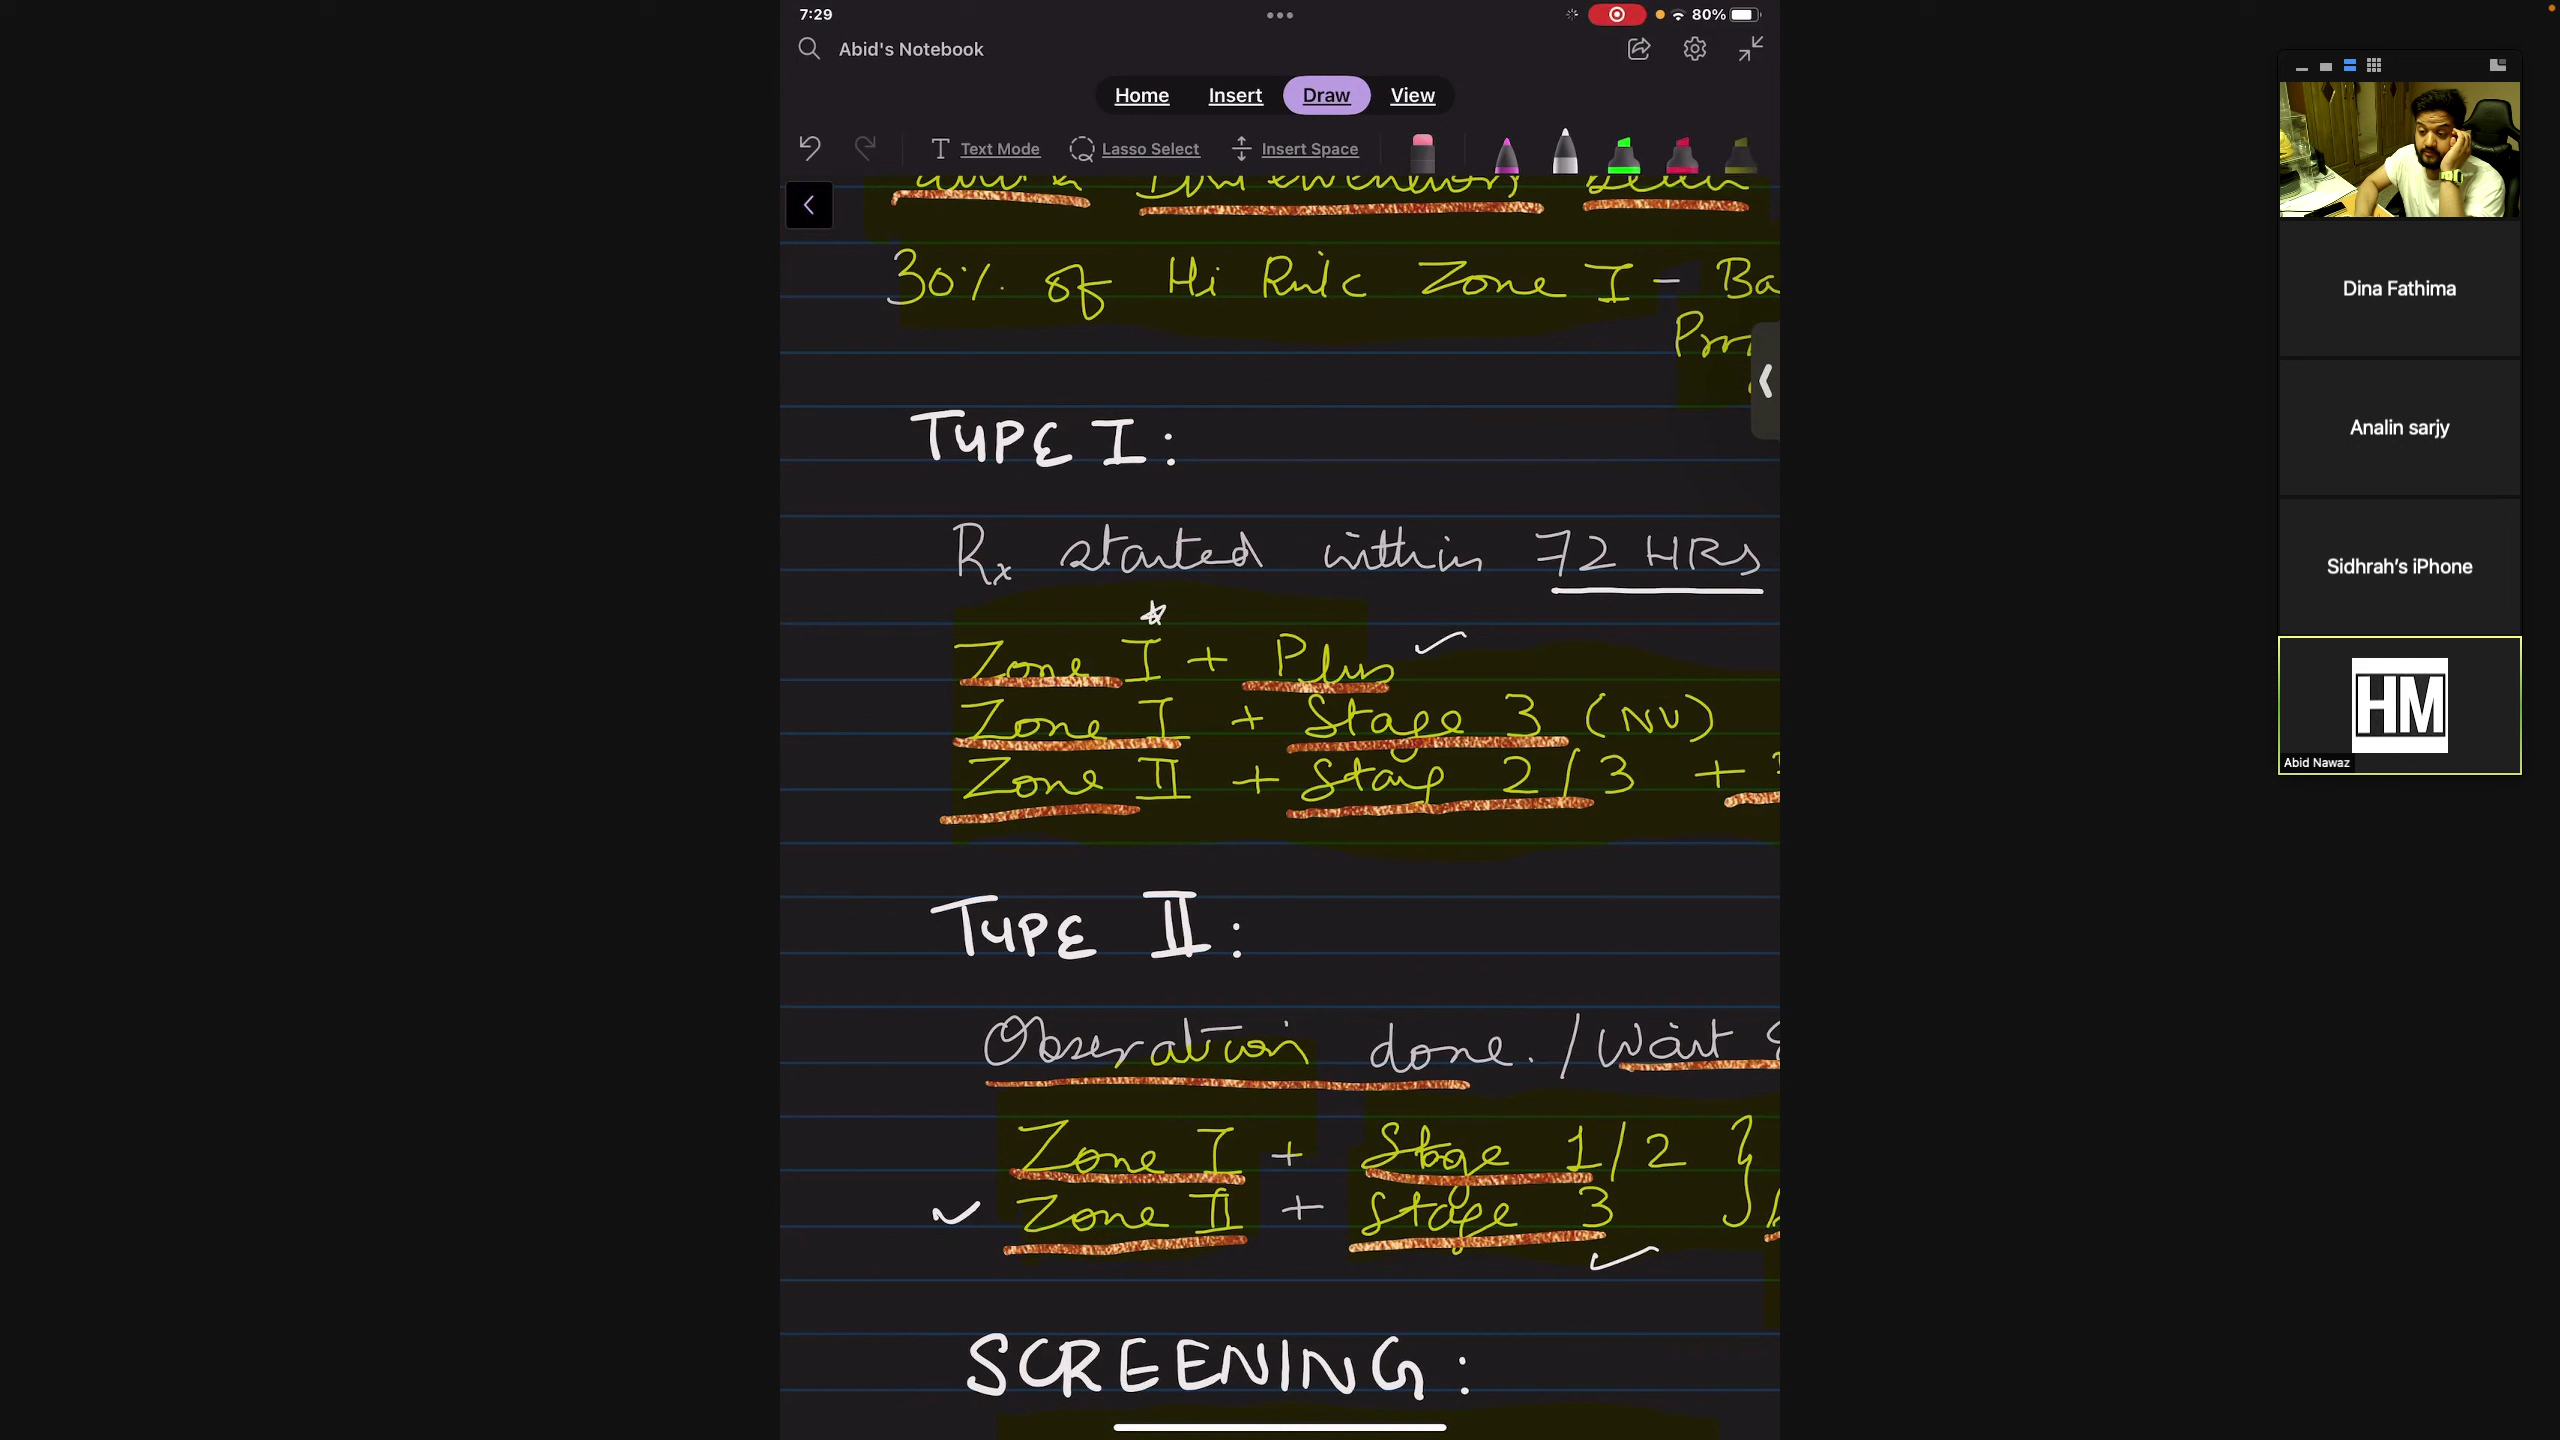 7:29
80%
Abid's Notebook
Home Insert Draw View
Text Mode Lasso Select Insert Space
30% of Hi Zone I - Ba
TYPE I :
Rx started within 72 HRs
Zone I + Plus
Zone I + Stage 3 (NV)
Zone II + Stage 2/3 +
TYPE II :
Obseration done. / Wait
Zone I + Stage 1/2 }
Zone II + Stage 3
SCREENING :
Dina Fathima
Analin sarjy
Sidhrah's iPhone
HM
Abid Nawaz